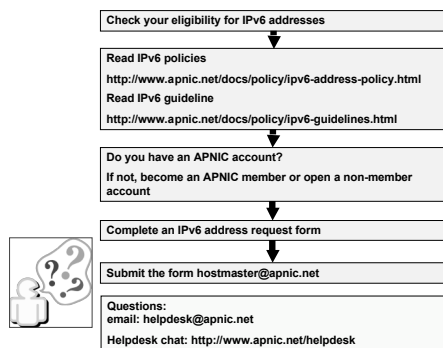 Check your eligibility for IPv6 addresses
Read IPv6 policies
http://www.apnic.net/docs/policy/ipv6-address-policy.html
Read IPv6 guideline
http://www.apnic.net/docs/policy/ipv6-guidelines.html
Do you have an APNIC account?
If not, become an APNIC member or open a non-member
account
Complete an IPv6 address request form
Submit the form hostmaster@apnic.net
? ? ? ?
Questions:
email: helpdesk@apnic.net
Helpdesk chat: http://www.apnic.net/helpdesk